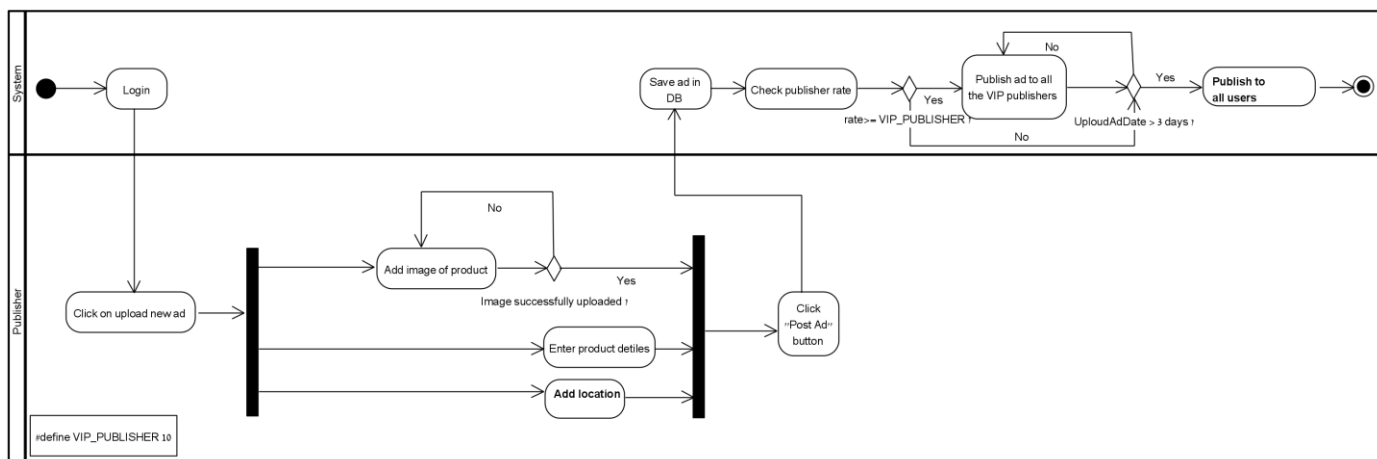 System
Login
Save ad in
DB
Check publisher rate
rate>= VIP_PUBLISHER ?
Yes
No
Publish ad to all
the VIP publishers
No
UploudAdDate > 3 days ?
Yes
Publish to
all users
Publisher
Click on upload new ad
Add image of product
No
Image successfully uploaded ?
Yes
Enter product detiles
Add location
Click
"Post Ad"
button
#define VIP_PUBLISHER 10